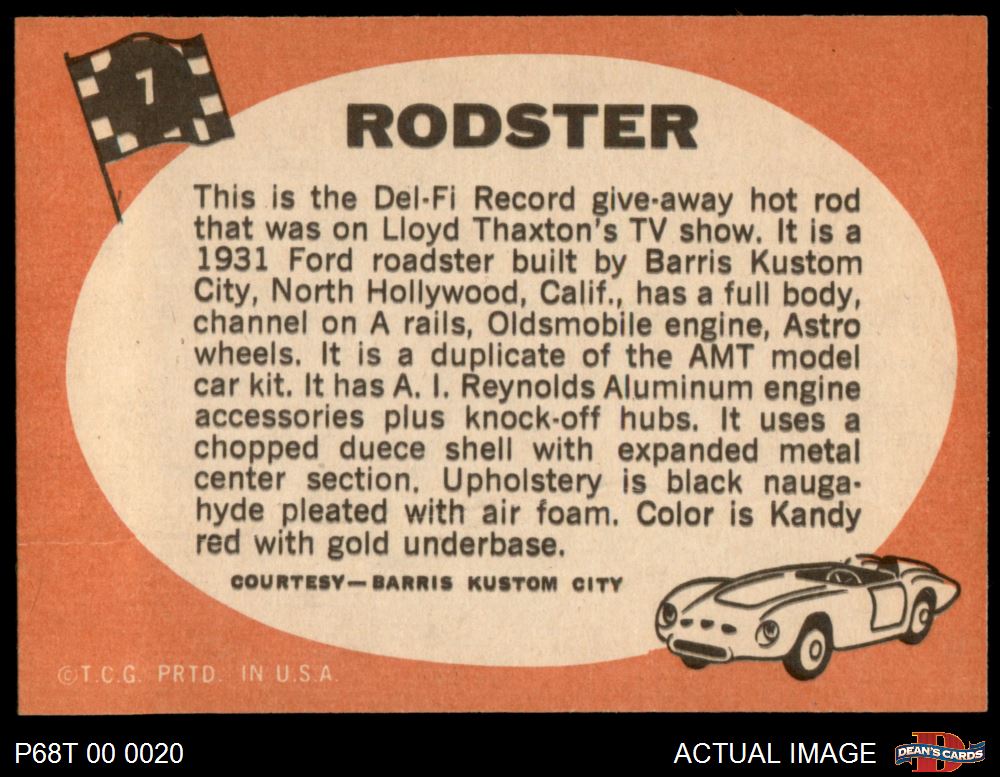 7
RODSTER
This is the Del-Fi Record give-away hot rod
that was on Lloyd Thaxton's TV show. It is a
1931 Ford roadster built by Barris Kustom
City, North Hollywood, Calif., has a full body,
channel on A rails, Oldsmobile engine, Astro
wheels. It is a duplicate of the AMT model
car kit. It has A. I. Reynolds Aluminum engine
accessories plus knock-off hubs. It uses a
chopped duece shell with expanded metal
center section. Upholstery is black nauga-
hyde pleated with air foam. Color is Kandy
red with gold underbase.
COURTESY—BARRIS KUSTOM CITY
©T.C.G. PRTD. IN U.S.A.
P68T 00 0020
ACTUAL IMAGE
D
DEAN'S CARDS